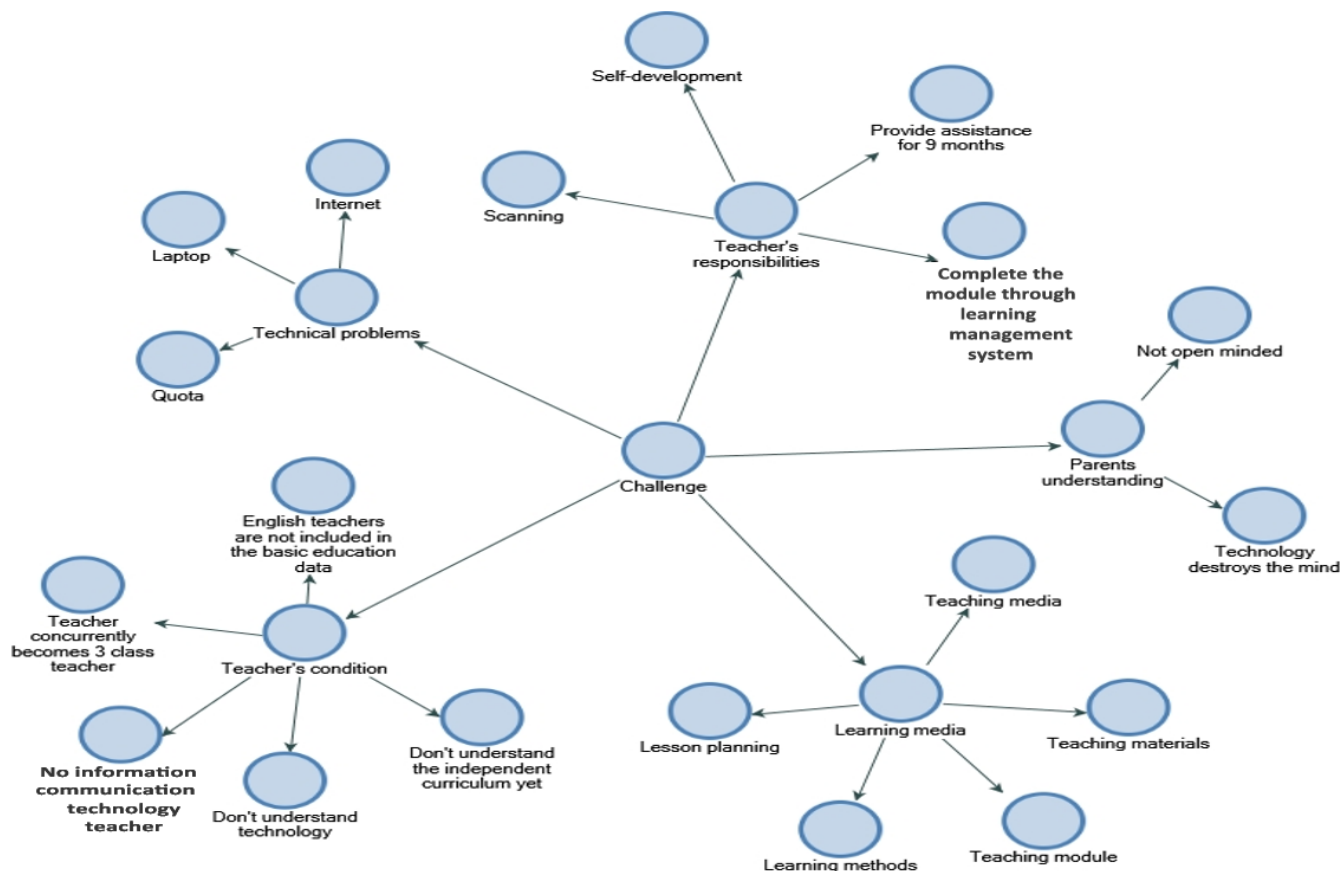 Self-development
Provide assistance
for 9 months
Internet
Scanning
Laptop
Teacher's
responsibilities
Complete the
module through
learning
management
system
Technical problems
Not open minded
Quota
Parents
understanding
Challenge
English teachers
are not included in
the basic education
data
Technology
destroys the mind
Teaching media
Teacher
concurrently
becomes 3 class
teacher
Teacher's condition
Learning media
Lesson planning
Teaching materials
Don't understand
the independent
curriculum yet
No information
communication
technology
teacher
Don't understand
technology
Learning methods
Teaching module